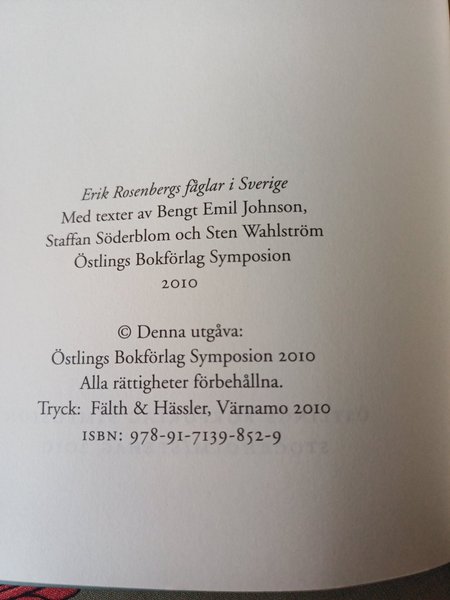 Erik Rosenbergs fåglar i Sverige
Med texter av Bengt Emil Johnson,
Staffan Söderblom och Sten Wahlström
Östlings Bokförlag Symposion
2010
© Denna utgåva:
Östlings Bokförlag Symposion 2010
Alla rättigheter förbehållna.
Tryck: Fälth & Hässler, Värnamo 2010
ISBN: 978-91-7139-852-9